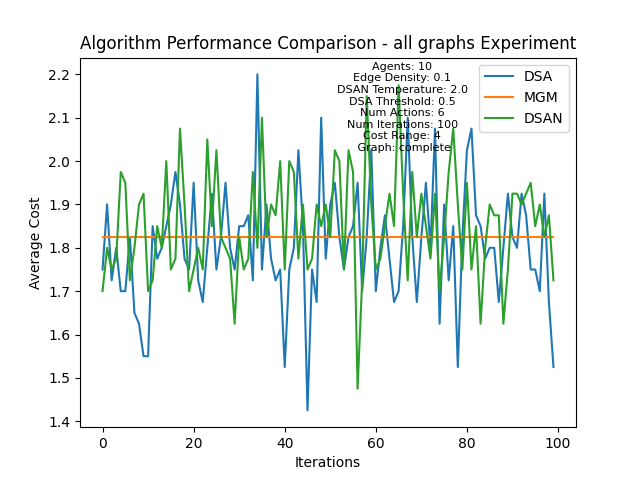 Algorithm Performance Comparison - all graphs Experiment
Agents: 10
Edge Density: 0.1
DSAN Temperature: 2.0
DSA Threshold: 0.5
Num Actions: 6
Num Iterations: 100
Cost Range: 4
Graph: complete
DSA
MGM
DSAN
Average Cost
2.2
2.1
2.0
1.9
1.8
1.7
1.6
1.5
1.4
0
20
40
60
80
100
Iterations